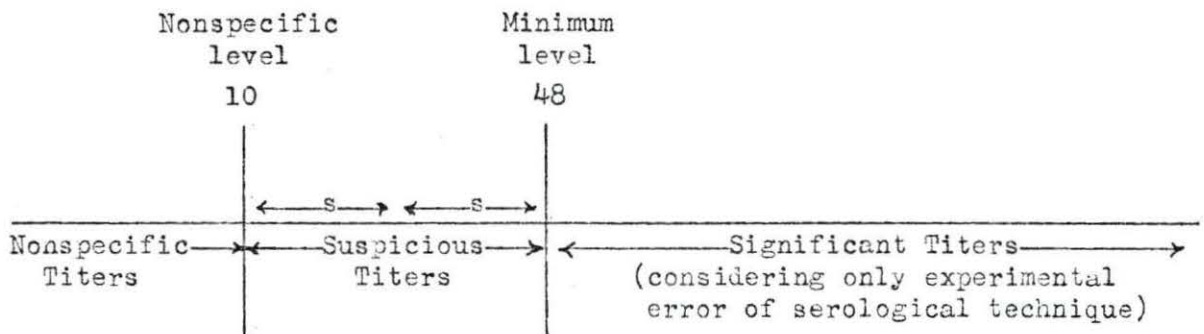 Nonspecific Minimum
level level
10 48
s s
Nonspecific Suspicious Significant Titers
Titers Titers (considering only experimental
error of serological technique)